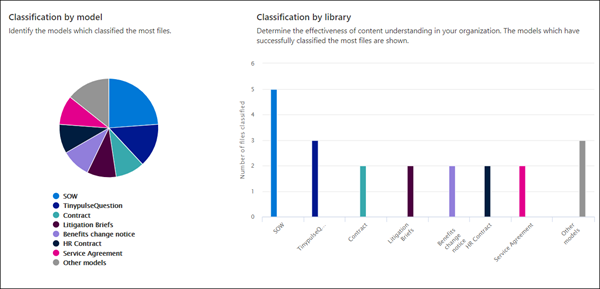 Classification by model
Identify the models which classified the most files.
SOW
TinypulseQuestion
Contract
Litigation Briefs
Benefits change notice
HR Contract
Service Agreement
Other models
Classification by library
Determine the effectiveness of content understanding in your organization. The models which have
successfully classified the most files are shown.
Number of files classified
6
5
4
3
2
1
0
SOW
TinypulseQ...
Contract
Litigation
Briefs
Benefits
change
notice
HR Contract
Service Agreement
Other
models